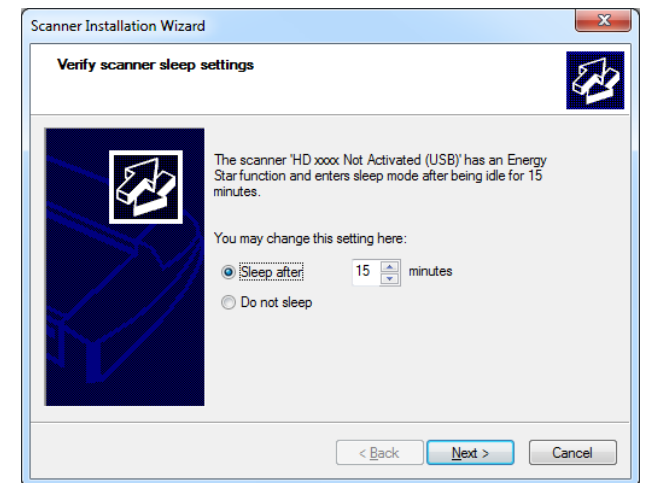 Scanner Installation Wizard
Verify scanner sleep settings
The scanner 'HD xxxx Not Activated (USB)' has an Energy
Star function and enters sleep mode after being idle for 15
minutes.
You may change this setting here:
Sleep after 15 minutes
Do not sleep
< Back Next > Cancel